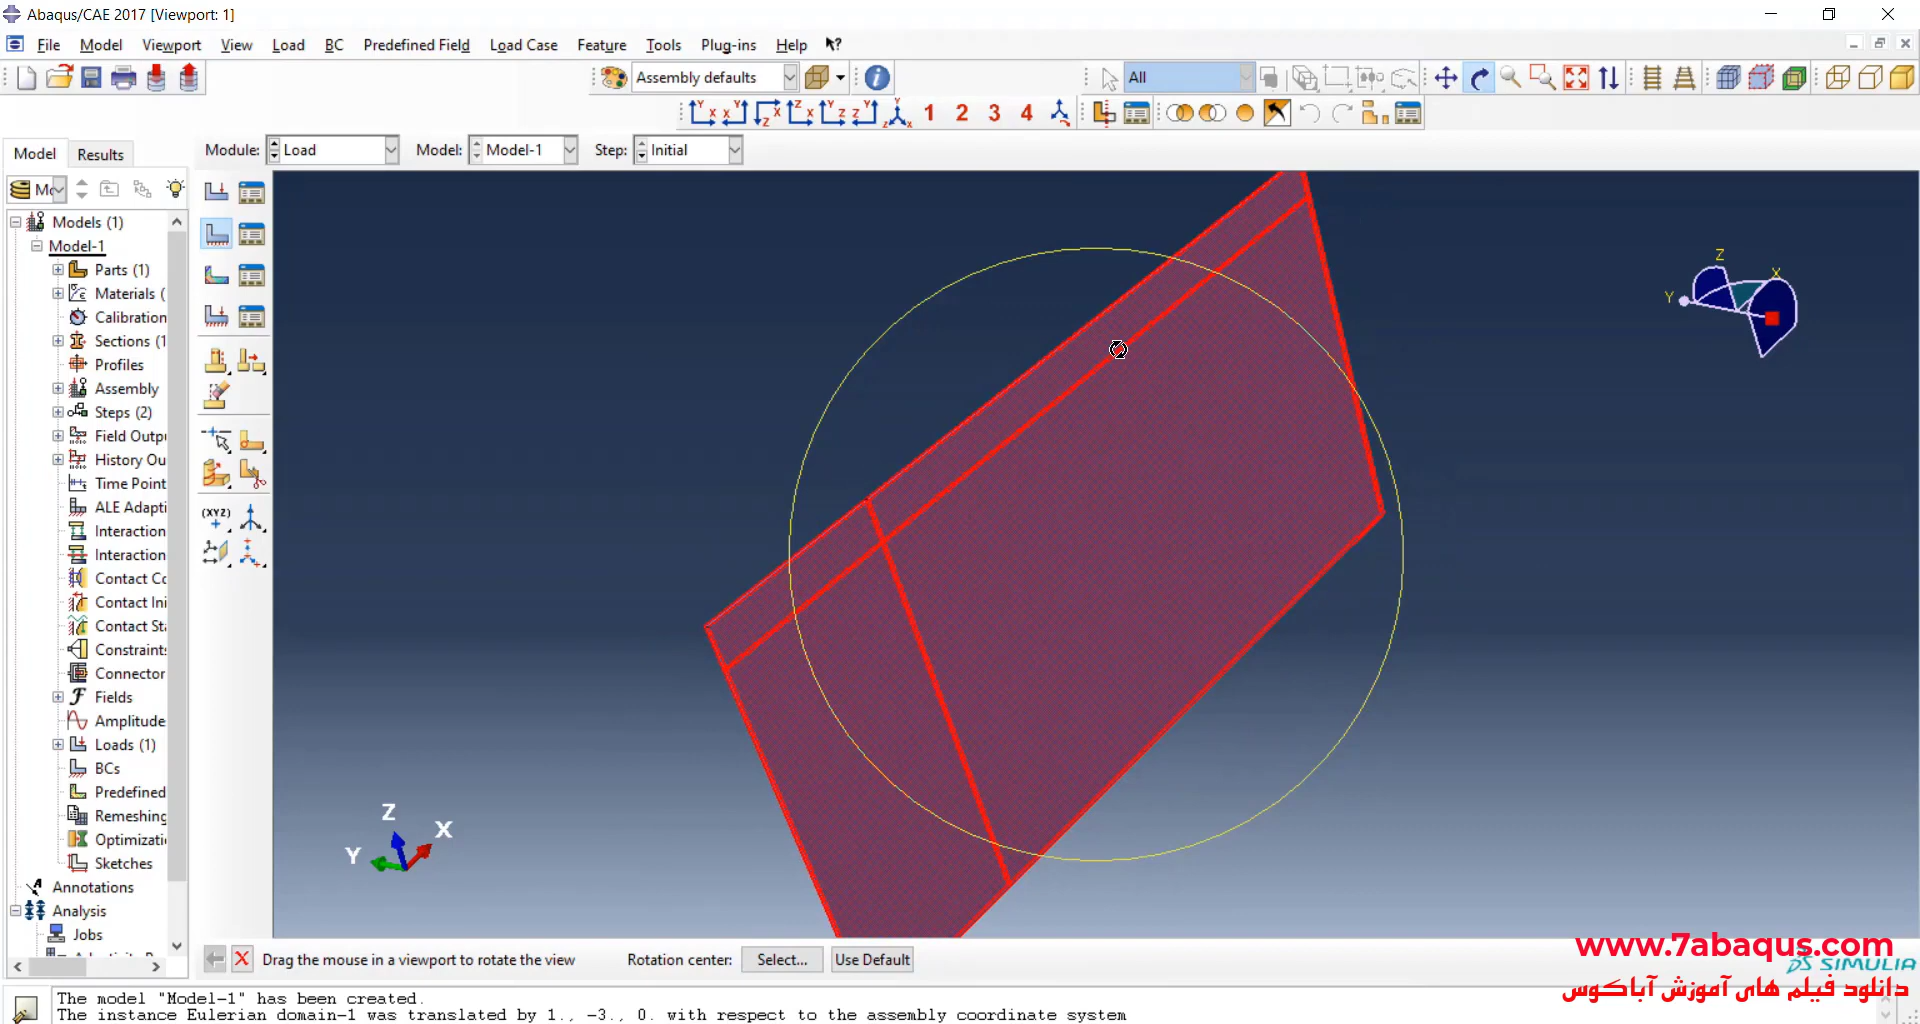 Abaqus/CAE 2017 [Viewport: 1]
File Model Viewport View Load BC Predefined Field Load Case Feature Tools Plug-ins Help
Assembly defaults All
1 2 3 4
Model Results Module: Load Model: Model-1 Step: Initial
Models (1)
Model-1
Parts (1)
Materials (
Calibration
Sections (1
Profiles
Assembly
Steps (2)
Field Outp
History Ou
Time Point
ALE Adapti
Interaction
Interaction
Contact Co
Contact Ini
Contact Sta
Constraint
Connector
Fields
Amplitude
Loads (1)
BCs
Predefined
Remeshing
Optimizati
Sketches
Annotations
Analysis
Jobs
(XYZ)
Z
X
Y
Z
X
Y
Drag the mouse in a viewport to rotate the view Rotation center: Select... Use Default
www.7abaqus.com
SIMULIA
دانلود فیلم های آموزش آباکوس
The model "Model-1" has been created.
The instance Eulerian domain-1 was translated by 1., -3., 0. with respect to the assembly coordinate system